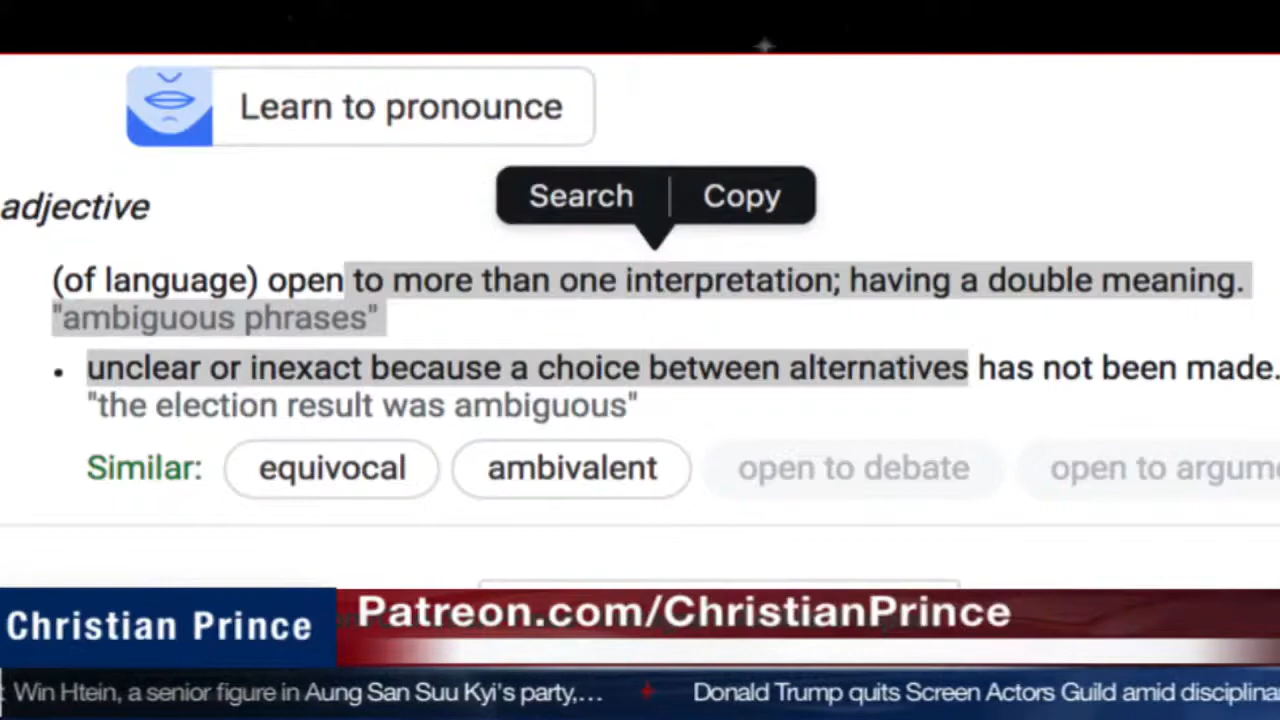 Learn to pronounce
Search
Copy
adjective
(of language) open to more than one interpretation; having a double meaning.
"ambiguous phrases"
• unclear or inexact because a choice between alternatives has not been made.
"the election result was ambiguous"
Similar: equivocal ambivalent open to debate open to argume
Christian Prince
Patreon.com/ChristianPrince
Win Htein, a senior figure in Aung San Suu Kyi's party,... Donald Trump quits Screen Actors Guild amid disciplina